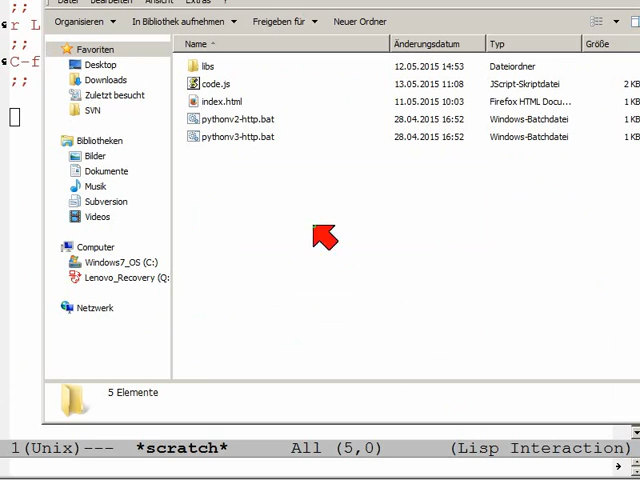 Datei Bearbeiten Ansicht Extras ?
Organisieren In Bibliothek aufnehmen Freigeben für Neuer Ordner
;;
r L
;;
C-f
;;
Favoriten
Desktop
Downloads
Zuletzt besucht
SVN
Bibliotheken
Bilder
Dokumente
Musik
Subversion
Videos
Computer
Windows7_OS (C:)
Lenovo_Recovery (Q:
Netzwerk
Name Änderungsdatum Typ Größe
libs 12.05.2015 14:53 Dateiordner
code.js 13.05.2015 11:08 JScript-Skriptdatei 2 KB
index.html 11.05.2015 10:03 Firefox HTML Docu... 1 KB
pythonv2-http.bat 28.04.2015 16:52 Windows-Batchdatei 1 KB
pythonv3-http.bat 28.04.2015 16:52 Windows-Batchdatei 1 KB
5 Elemente
1(Unix)--- *scratch* All (5,0) (Lisp Interaction)